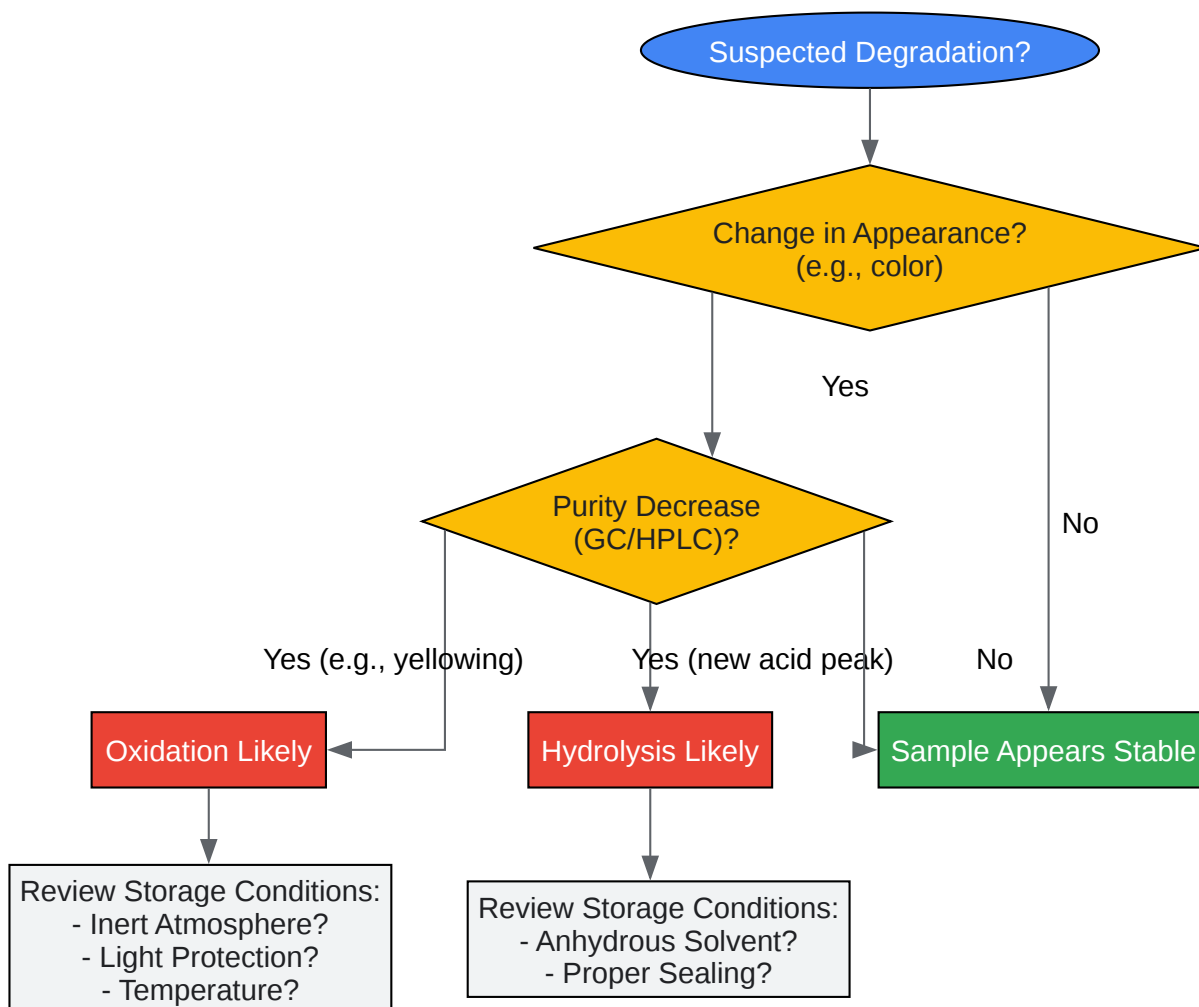 Suspected Degradation?
Change in Appearance?
(e.g., color)
Yes
Purity Decrease
(GC/HPLC)?
No
Yes (e.g., yellowing)
Yes (new acid peak)
No
Oxidation Likely
Hydrolysis Likely
Sample Appears Stable
Review Storage Conditions:
- Inert Atmosphere?
- Light Protection?
- Temperature?
Review Storage Conditions:
- Anhydrous Solvent?
- Proper Sealing?